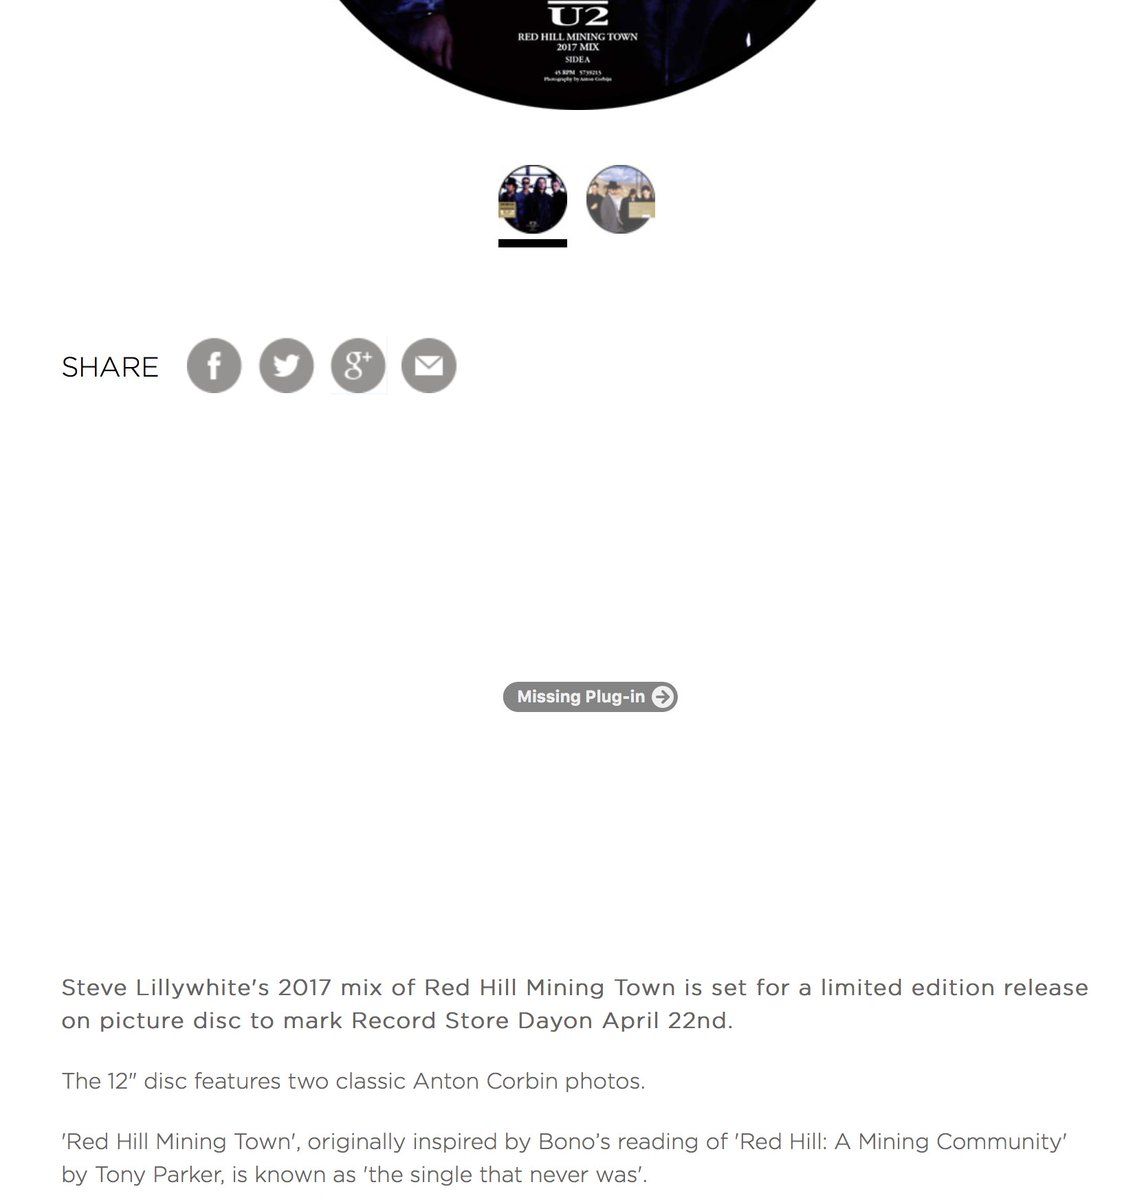 U2
RED HILL MINING TOWN
2017 MIX
SIDE A
45 RPM 5739215
Photography by Anton Corbijn
SHARE
f
g+
Missing Plug-in
Steve Lillywhite's 2017 mix of Red Hill Mining Town is set for a limited edition release
on picture disc to mark Record Store Dayon April 22nd.
The 12" disc features two classic Anton Corbin photos.
'Red Hill Mining Town', originally inspired by Bono’s reading of 'Red Hill: A Mining Community'
by Tony Parker, is known as 'the single that never was'.